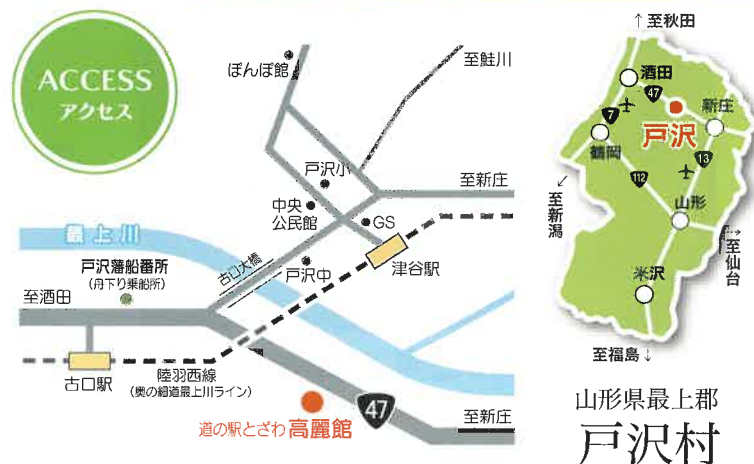 ACCESS
アクセス
ぽんぽ館
至鮭川
戸沢小
至新庄
中央
公民館
GS
最上川
古口大橋
戸沢中
津谷駅
戸沢藩船番所
(舟下り乗船所)
至酒田
古口駅
陸羽西線
(奥の細道最上川ライン)
47
道の駅とざわ 高麗館
至新庄
↑至秋田
酒田
47
新庄
7
戸沢
鶴岡
13
112
至新潟
山形
至仙台
米沢
至福島↓
山形県最上郡
戸沢村